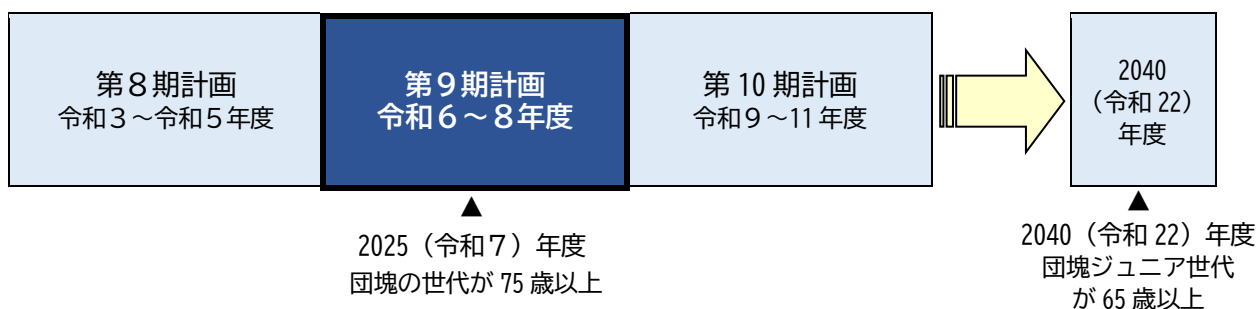 第８期計画
令和３～令和５年度
第９期計画
令和６～８年度
第 10 期計画
令和９～11 年度
2040
（令和 22）
年度
▲
2025（令和７）年度
団塊の世代が 75 歳以上
▲
2040（令和 22）年度
団塊ジュニア世代
が 65 歳以上